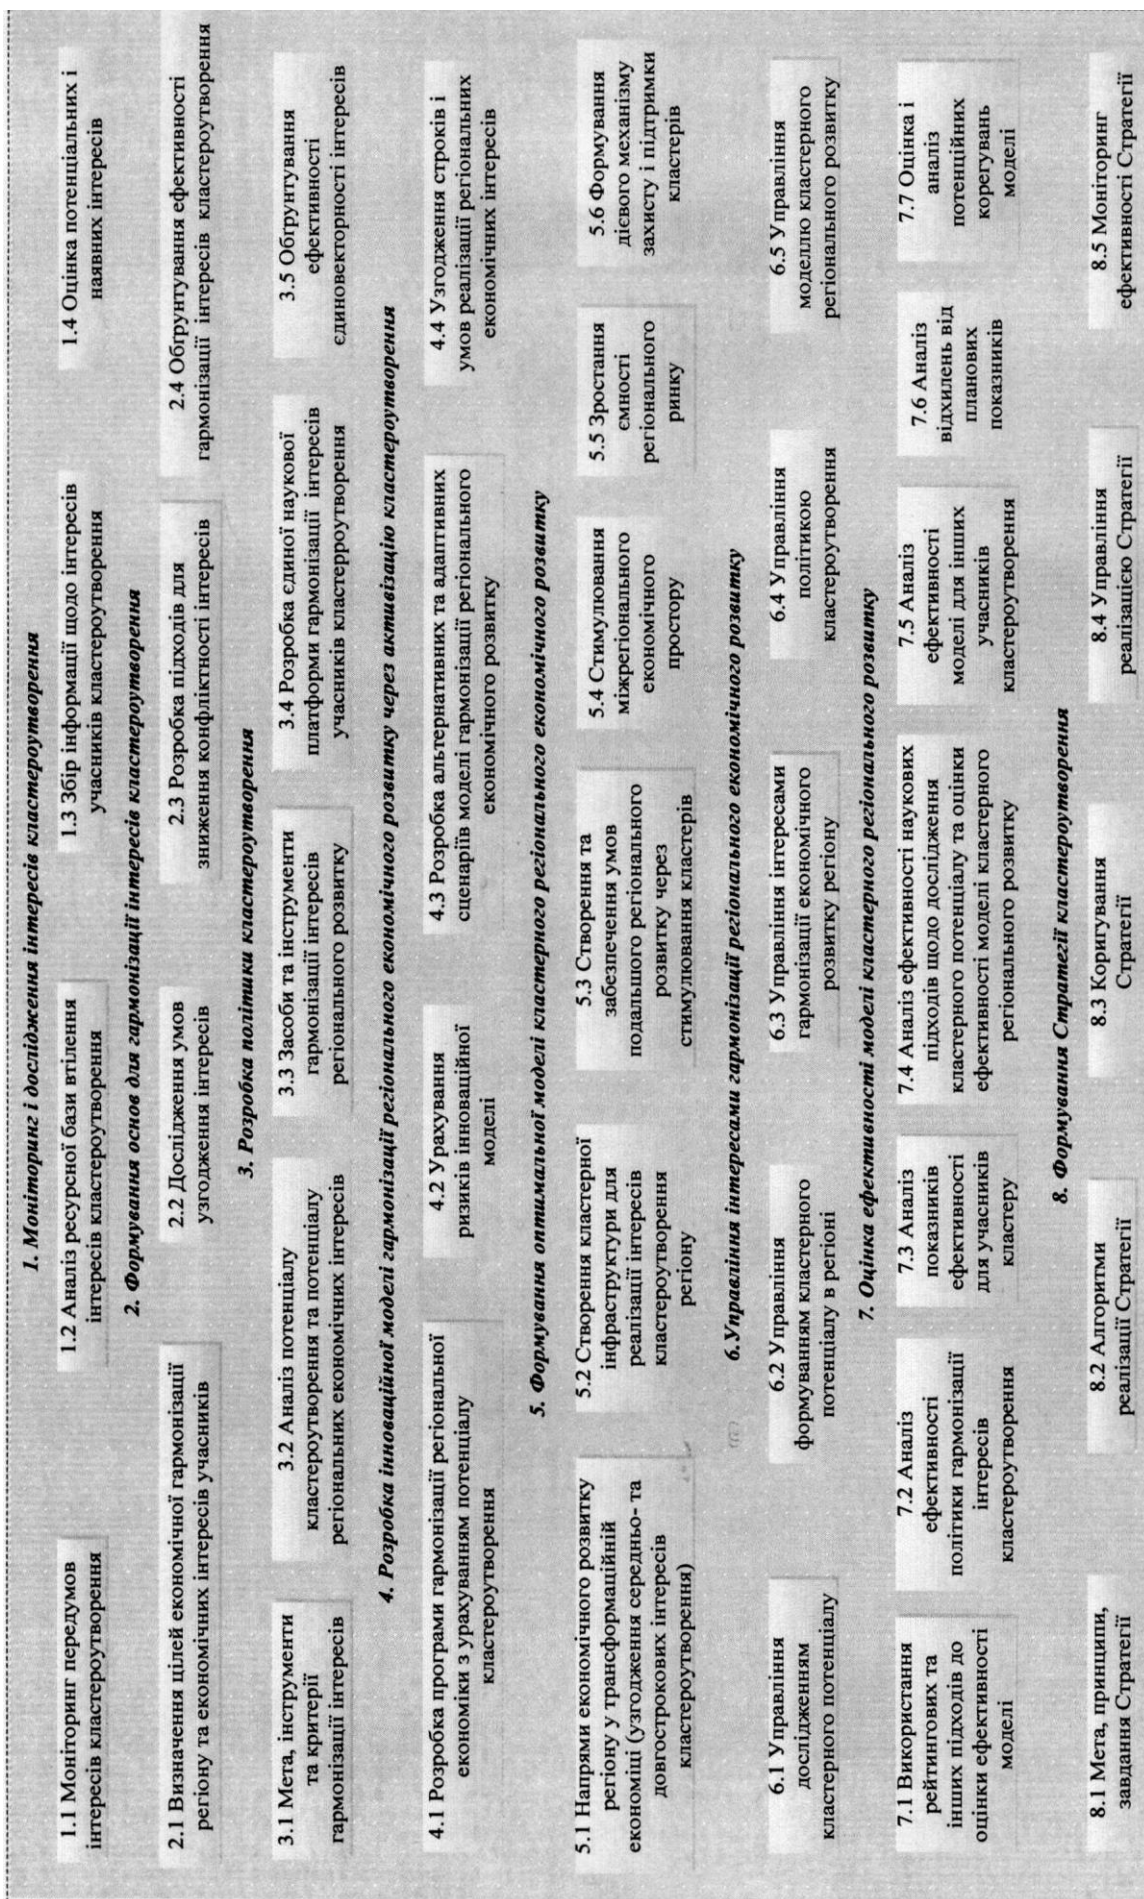 1. Моніторинг і дослідження інтересів кластероутворення
1.1 Моніторинг передумов
інтересів кластероутворення
1.2 Аналіз ресурсної бази втілення
інтересів кластероутворення
1.3 Збір інформації щодо інтересів
учасників кластероутворення
1.4 Оцінка потенціальних і
наявних інтересів
2. Формування основ для гармонізації інтересів кластероутворення
2.1 Визначення цілей економічної гармонізації
регіону та економічних інтересів учасників
2.2 Дослідження умов
узгодження інтересів
2.3 Розробка підходів для
зниження конфліктності інтересів
2.4 Обгрунтування ефективності
гармонізації інтересів кластероутворення
3. Розробка політики кластероутворення
3.1 Мета, інструменти
та критерії
гармонізації інтересів
3.2 Аналіз потенціалу
кластероутворення та потенціалу
регіональних економічних інтересів
3.3 Засоби та інструменти
гармонізації інтересів
регіонального розвитку
3.4 Розробка єдиної наукової
платформи гармонізації інтересів
учасників кластерроутворення
3.5 Обгрунтування
ефективності
єдиновекторності інтересів
4. Розробка інноваційної моделі гармонізації регіонального економічного розвитку через активізацію кластероутворення
4.1 Розробка програми гармонізації регіональної
економіки з урахуванням потенціалу
кластероутворення
4.2 Урахування
ризиків інноваційної
моделі
4.3 Розробка альтернативних та адаптивних
сценаріїв моделі гармонізації регіонального
економічного розвитку
4.4 Узгодження строків і
умов реалізації регіональних
економічних інтересів
5. Формування оптимальної моделі кластерного регіонального економічного розвитку
5.1 Напрями економічного розвитку
регіону у трансформаційній
економіці (узгодження середньо- та
довгострокових інтересів
кластероутворення)
5.2 Створення кластерної
інфраструктури для
реалізації інтересів
кластероутворення
регіону
5.3 Створення та
забезпечення умов
подальшого регіонального
розвитку через
стимулювання кластерів
5.4 Стимулювання
міжрегіонального
економічного
простору
5.5 Зростання
ємності
регіонального
ринку
5.6 Формування
дієвого механізму
захисту і підтримки
кластерів
6.Управління інтересами гармонізації регіонального економічного розвитку
6.1 Управління
дослідженням
кластерного потенціалу
6.2 Управління
формуванням кластерного
потенціалу в регіоні
6.3 Управління інтересами
гармонізації економічного
розвитку регіону
6.4 Управління
політикою
кластероутворення
6.5 Управління
моделлю кластерного
регіонального розвитку
7. Оцінка ефективності моделі кластерного регіонального розвитку
7.1 Використання
рейтингових та
інших підходів до
оцінки ефективності
моделі
7.2 Аналіз
ефективності
політики гармонізації
інтересів
кластероутворення
7.3 Аналіз
показників
ефективності
для учасників
кластеру
7.4 Аналіз ефективності наукових
підходів щодо дослідження
кластерного потенціалу та оцінки
ефективності моделі кластерного
регіонального розвитку
7.5 Аналіз
ефективності
моделі для інших
учасників
кластероутворення
7.6 Аналіз
відхилень від
планових
показників
7.7 Оцінка і
аналіз
потенційних
корегувань
моделі
8. Формування Стратегії кластероутворення
8.1 Мета, принципи,
завдання Стратегії
8.2 Алгоритми
реалізації Стратегії
8.3 Коригування
Стратегії
8.4 Управління
реалізацією Стратегії
8.5 Моніторинг
ефективності Стратегії